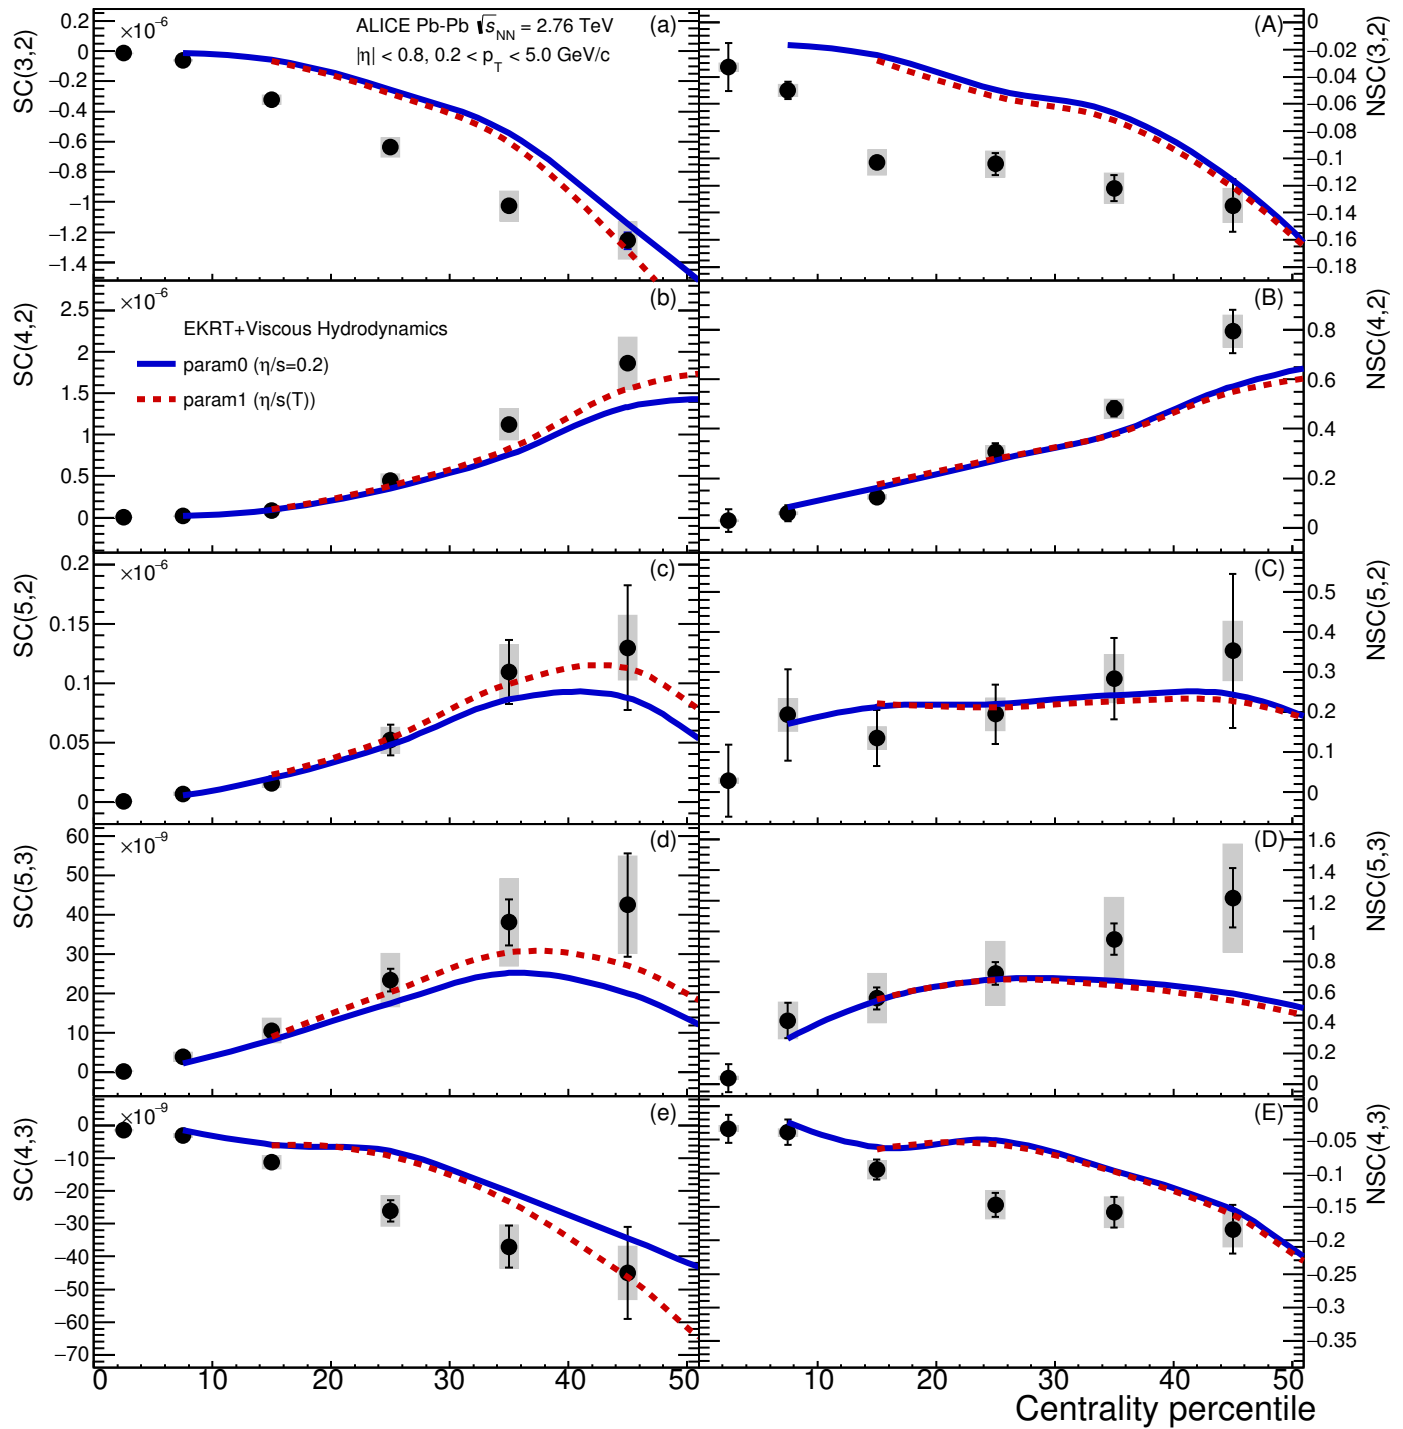 ALICE Pb-Pb √sNN = 2.76 TeV
|η| < 0.8, 0.2 < pT < 5.0 GeV/c
×10−6
(a)
SC(3,2)
0.2
0
−0.2
−0.4
−0.6
−0.8
−1
−1.2
−1.4
(A)
NSC(3,2)
0
−0.02
−0.04
−0.06
−0.08
−0.1
−0.12
−0.14
−0.16
−0.18
×10−6
(b)
SC(4,2)
2.5
2
1.5
1
0.5
0
EKRT+Viscous Hydrodynamics
param0 (η/s=0.2)
param1 (η/s(T))
(B)
NSC(4,2)
0.8
0.6
0.4
0.2
0
×10−6
(c)
SC(5,2)
0.2
0.15
0.1
0.05
0
(C)
NSC(5,2)
0.5
0.4
0.3
0.2
0.1
0
×10−9
(d)
SC(5,3)
60
50
40
30
20
10
0
(D)
NSC(5,3)
1.6
1.4
1.2
1
0.8
0.6
0.4
0.2
0
×10−9
(e)
SC(4,3)
0
−10
−20
−30
−40
−50
−60
−70
(E)
NSC(4,3)
0
−0.05
−0.1
−0.15
−0.2
−0.25
−0.3
−0.35
0 10 20 30 40 50
10 20 30 40 50
Centrality percentile